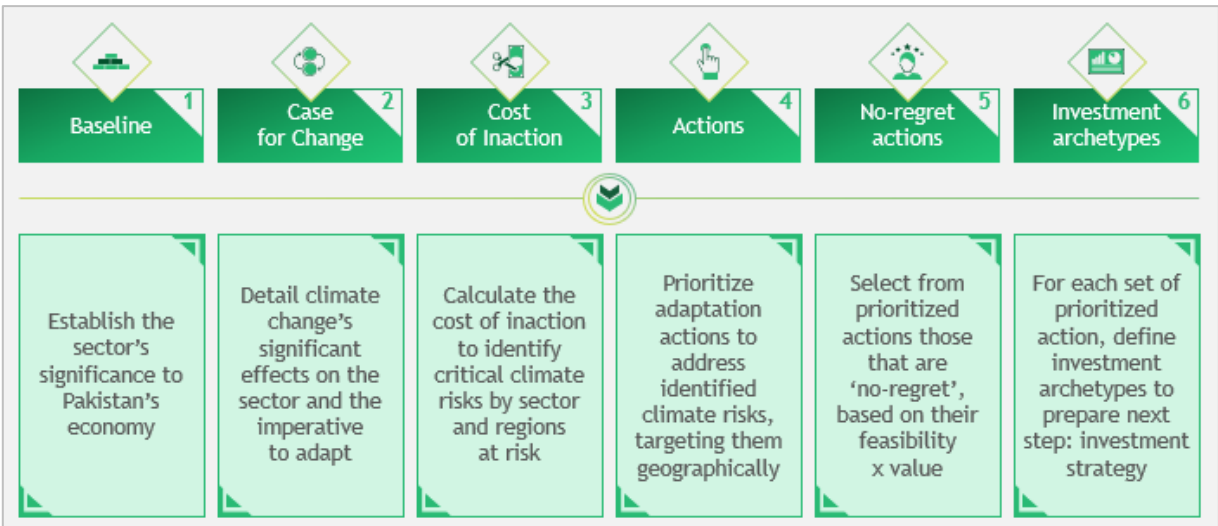 1
Baseline
2
Case
for Change
3
Cost
of Inaction
4
Actions
5
No-regret
actions
6
Investment
archetypes
Establish the
sector’s
significance to
Pakistan’s
economy
Detail climate
change’s
significant
effects on the
sector and the
imperative
to adapt
Calculate the
cost of inaction
to identify
critical climate
risks by sector
and regions
at risk
Prioritize
adaptation
actions to
address
identified
climate risks,
targeting them
geographically
Select from
prioritized
actions those
that are
‘no-regret’,
based on their
feasibility
x value
For each set of
prioritized
action, define
investment
archetypes to
prepare next
step: investment
strategy